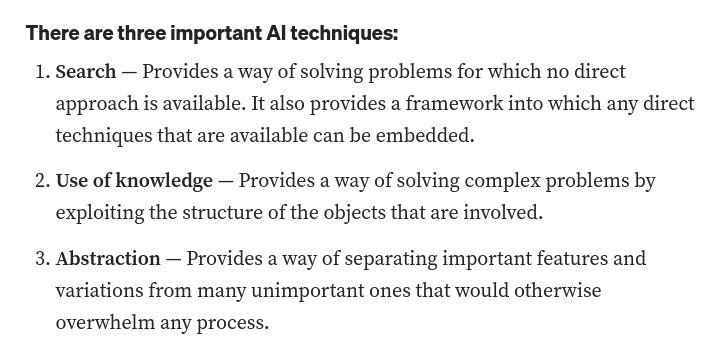 There are three important AI techniques:
1. Search — Provides a way of solving problems for which no direct
approach is available. It also provides a framework into which any direct
techniques that are available can be embedded.
2. Use of knowledge — Provides a way of solving complex problems by
exploiting the structure of the objects that are involved.
3. Abstraction — Provides a way of separating important features and
variations from many unimportant ones that would otherwise
overwhelm any process.